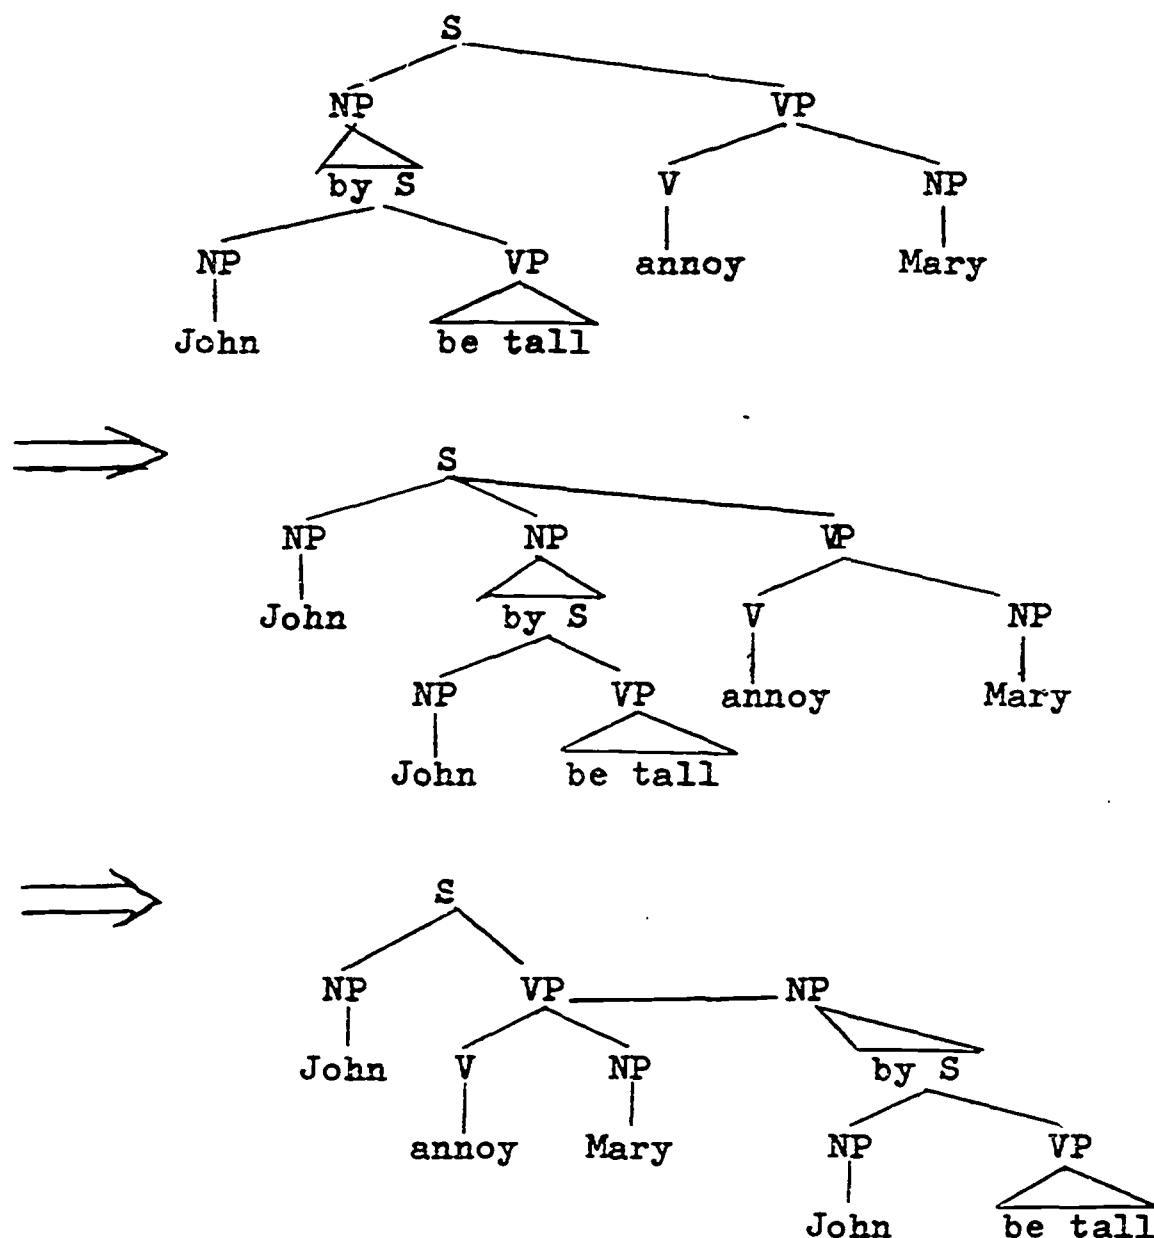 S
NP VP
by S V NP
NP VP annoy Mary
John be tall
S
NP NP VP
John by S V NP
NP VP annoy Mary
John be tall
S
NP VP NP
John V NP by S
annoy Mary NP VP
John be tall